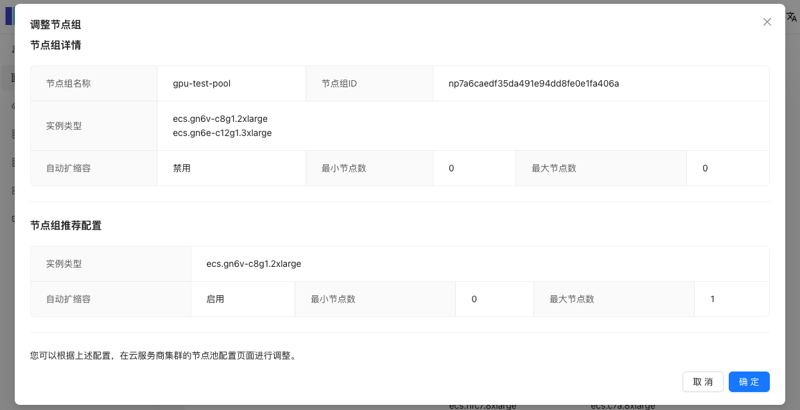 调整节点组
节点组详情
节点组名称 gpu-test-pool 节点组ID np7a6caedf35da491e94dd8fe0e1fa406a
实例类型 ecs.gn6v-c8g1.2xlarge
ecs.gn6e-c12g1.3xlarge
自动扩缩容 禁用 最小节点数 0 最大节点数 0
节点组推荐配置
实例类型 ecs.gn6v-c8g1.2xlarge
自动扩缩容 启用 最小节点数 0 最大节点数 1
您可以根据上述配置，在云服务商集群的节点池配置页面进行调整。
取 消 确 定
ecs.hfc7.8xlarge ecs.c7a.8xlarge